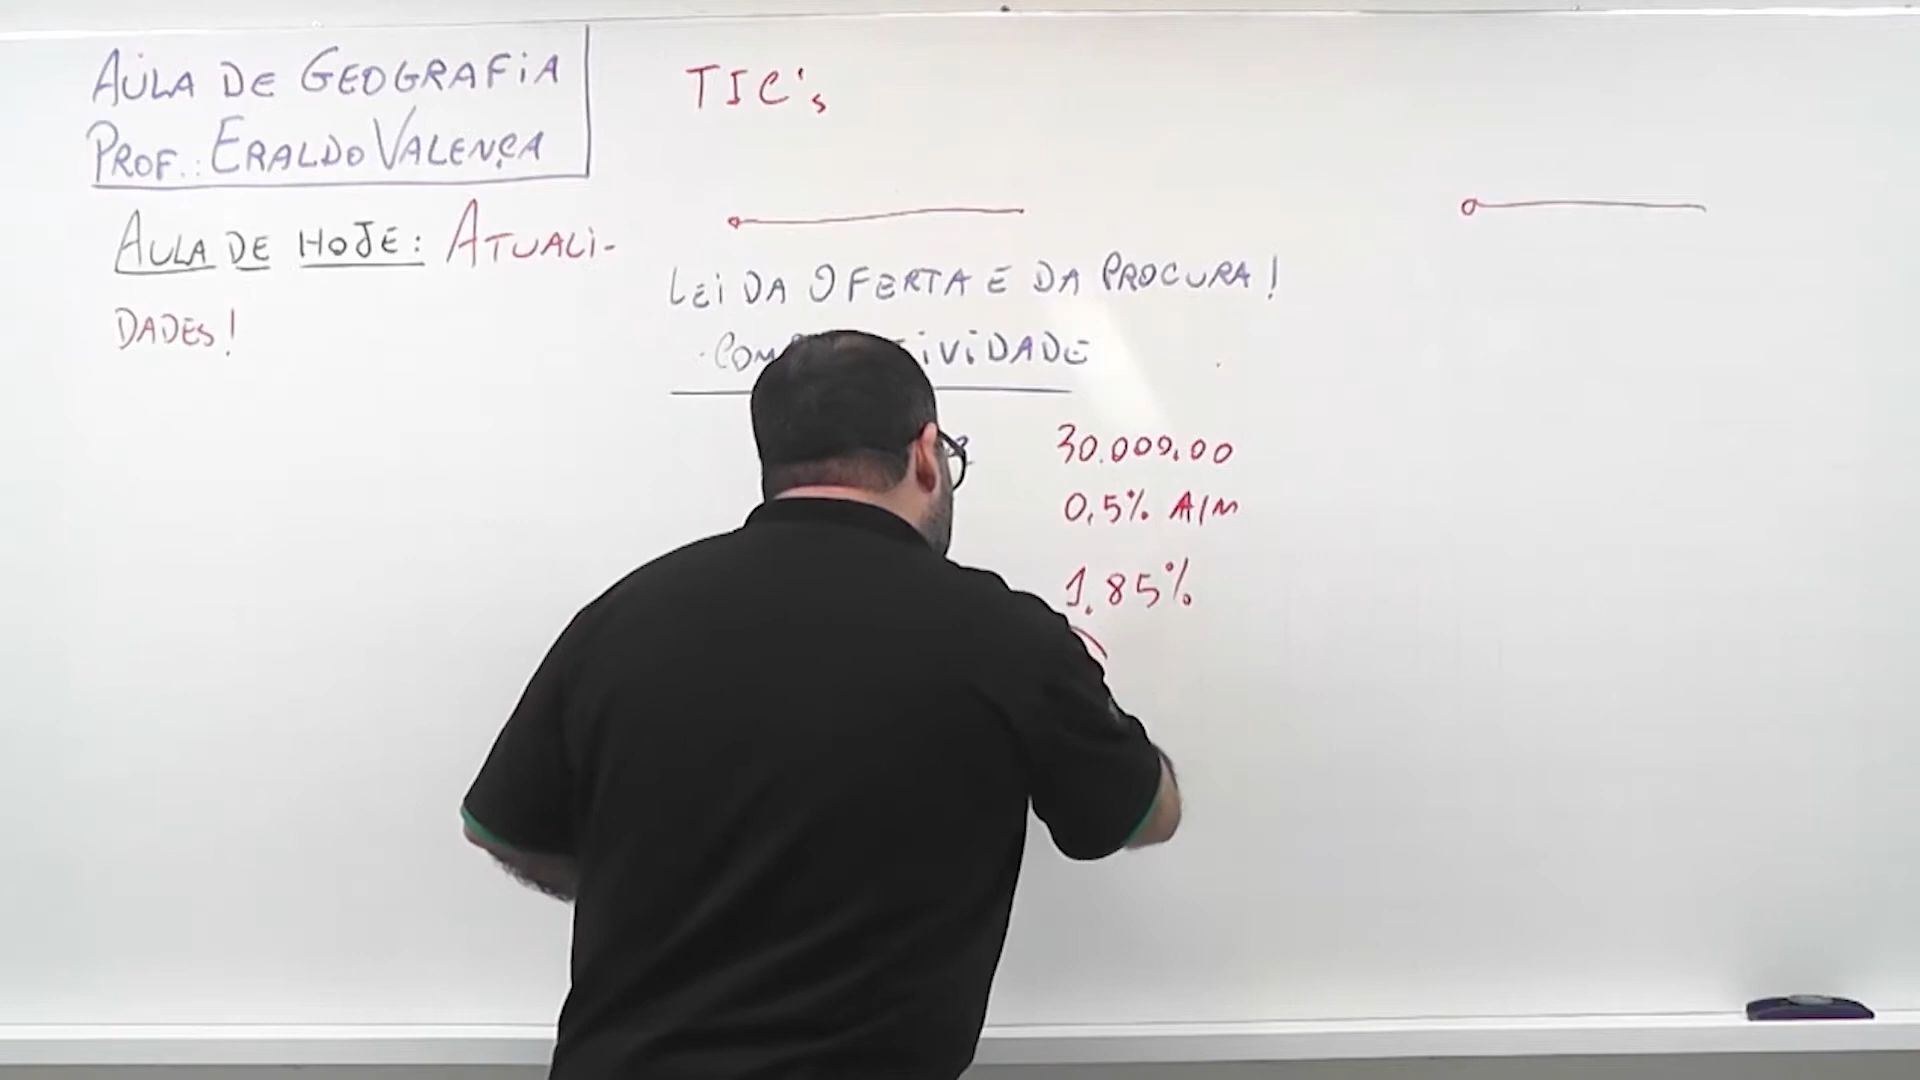 AULA DE GEOGRAFIA
PROF.: ERALDO VALENÇA
AULA DE HOJE: ATUALI-
DADES!
TIC's
LEI DA OFERTA E DA PROCURA!
30.000,00
0,5% A/M
1,85%